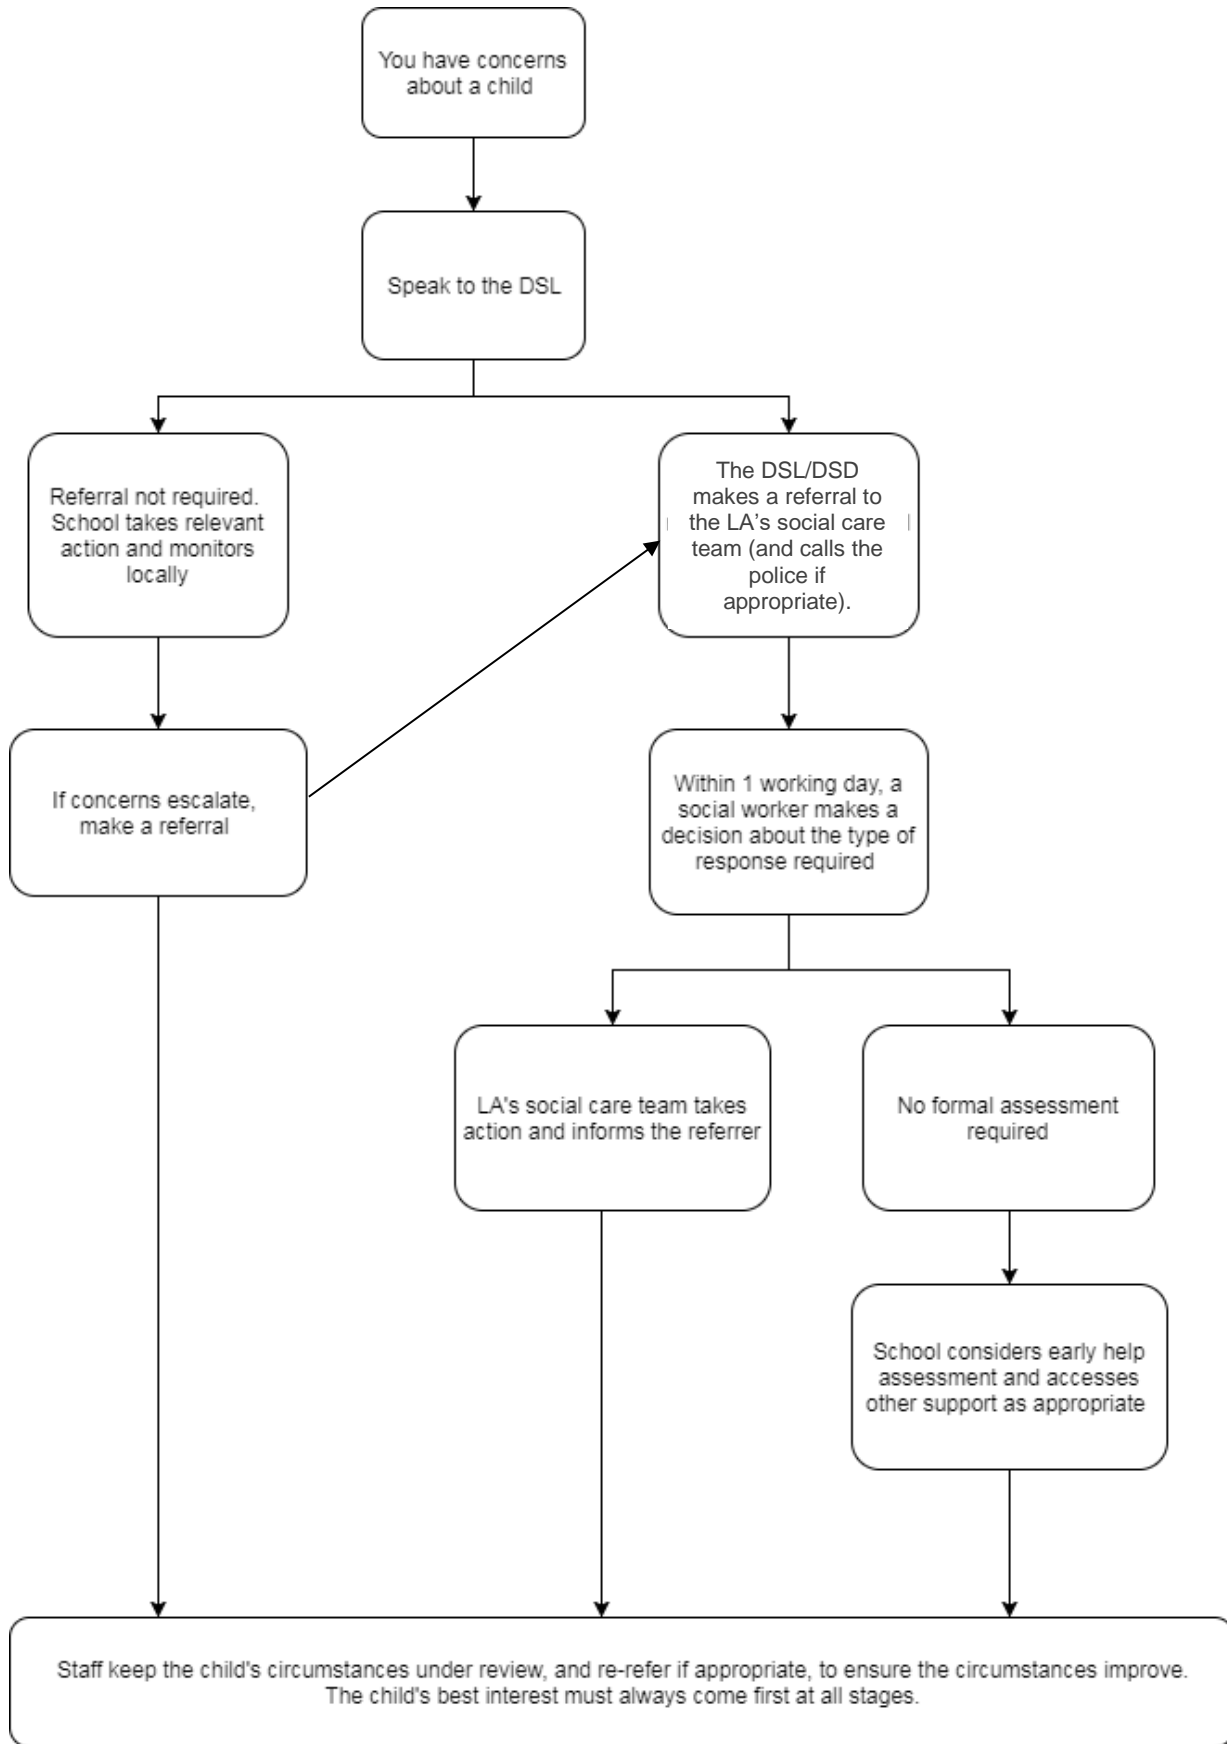 You have concerns
about a child
Speak to the DSL
Referral not required.
School takes relevant
action and monitors
locally
The DSL/DSD
makes a referral to
the LA’s social care
team (and calls the
police if
appropriate).
If concerns escalate,
make a referral
Within 1 working day, a
social worker makes a
decision about the type of
response required
LA's social care team takes
action and informs the referrer
No formal assessment
required
School considers early help
assessment and accesses
other support as appropriate
Staff keep the child's circumstances under review, and re-refer if appropriate, to ensure the circumstances improve.
The child's best interest must always come first at all stages.